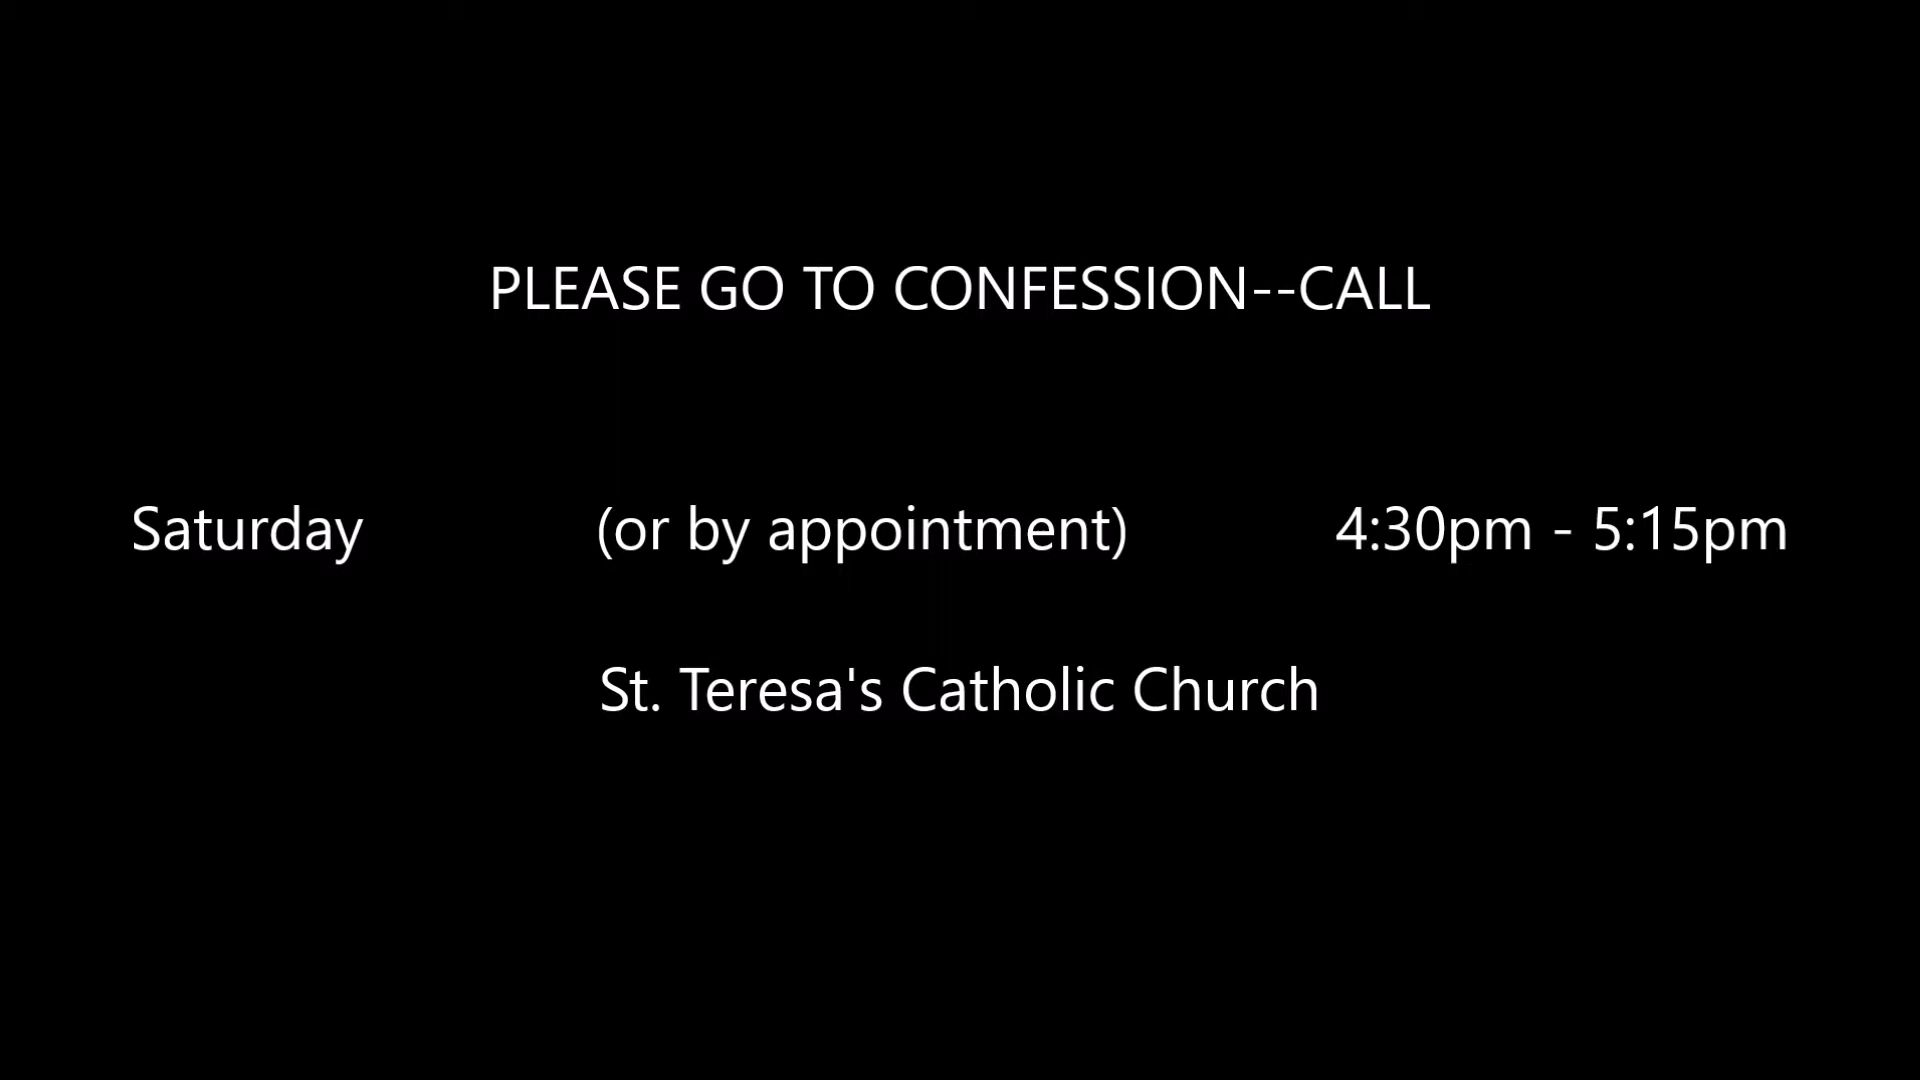 PLEASE GO TO CONFESSION--CALL
Saturday (or by appointment) 4:30pm - 5:15pm
St. Teresa's Catholic Church